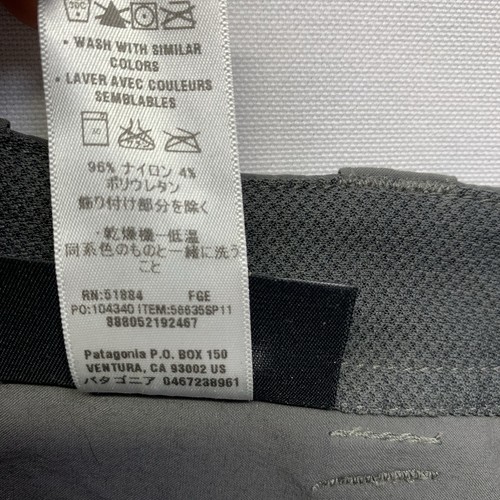 30C
• WASH WITH SIMILAR
COLORS
• LAVER AVEC COULEURS
SEMBLABLES
96% ナイロン 4%
ポリウレタン
飾り付け部分を除く
・乾燥機ー低温
同系色のものと一緒に洗う
こと
RN:51884 FGE
PO:104340 ITEM:56635SP11
888052192467
Patagonia P.O. BOX 150
VENTURA, CA 93002 US
パタゴニア 0467238961